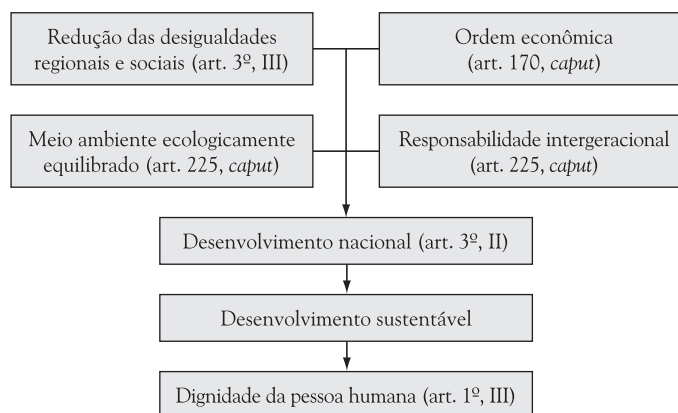 Redução das desigualdades
regionais e sociais (art. 3º, III)
Ordem econômica
(art. 170, caput)
Meio ambiente ecologicamente
equilibrado (art. 225, caput)
Responsabilidade intergeracional
(art. 225, caput)
Desenvolvimento nacional (art. 3º, II)
Desenvolvimento sustentável
Dignidade da pessoa humana (art. 1º, III)